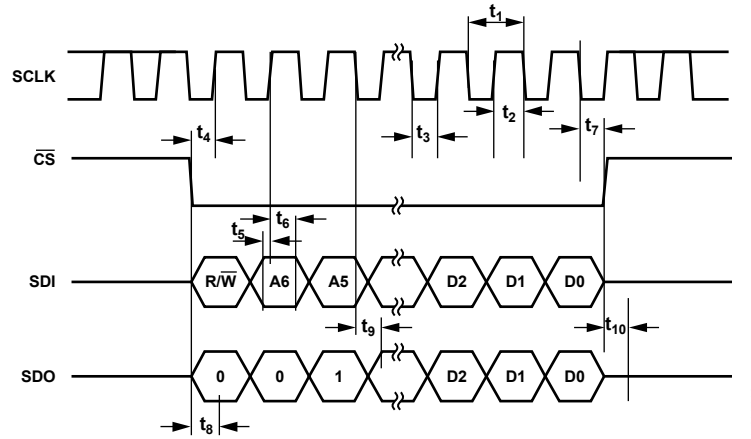 t1
SCLK
t4
t3
t2
t7
CS
t5
t6
SDI
R/W
A6
A5
D2
D1
D0
t9
t10
SDO
0
0
1
D2
D1
D0
t8